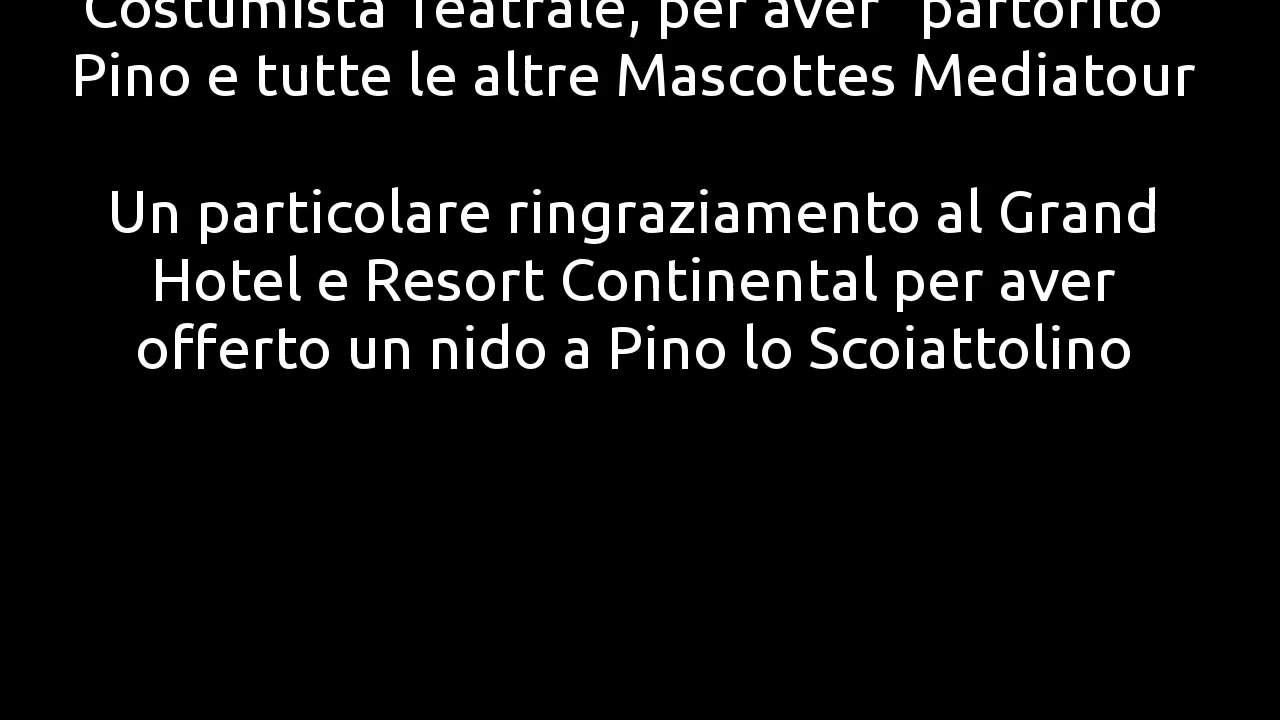 Costumista Teatrale, per aver "partorito"
Pino e tutte le altre Mascottes Mediatour
Un particolare ringraziamento al Grand
Hotel e Resort Continental per aver
offerto un nido a Pino lo Scoiattolino